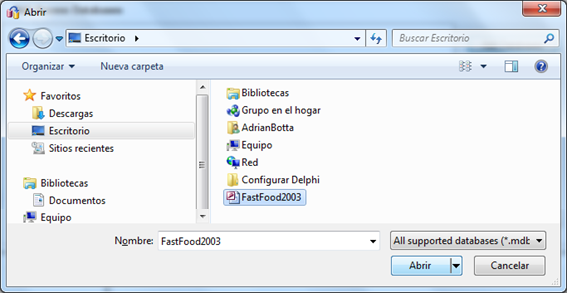 Abrir
Escritorio
Buscar Escritorio
Organizar
Nueva carpeta
Favoritos
Descargas
Escritorio
Sitios recientes
Bibliotecas
Documentos
Equipo
Bibliotecas
Grupo en el hogar
AdrianBotta
Equipo
Red
Configurar Delphi
FastFood2003
Nombre: FastFood2003
All supported databases (*.mdb
Abrir
Cancelar